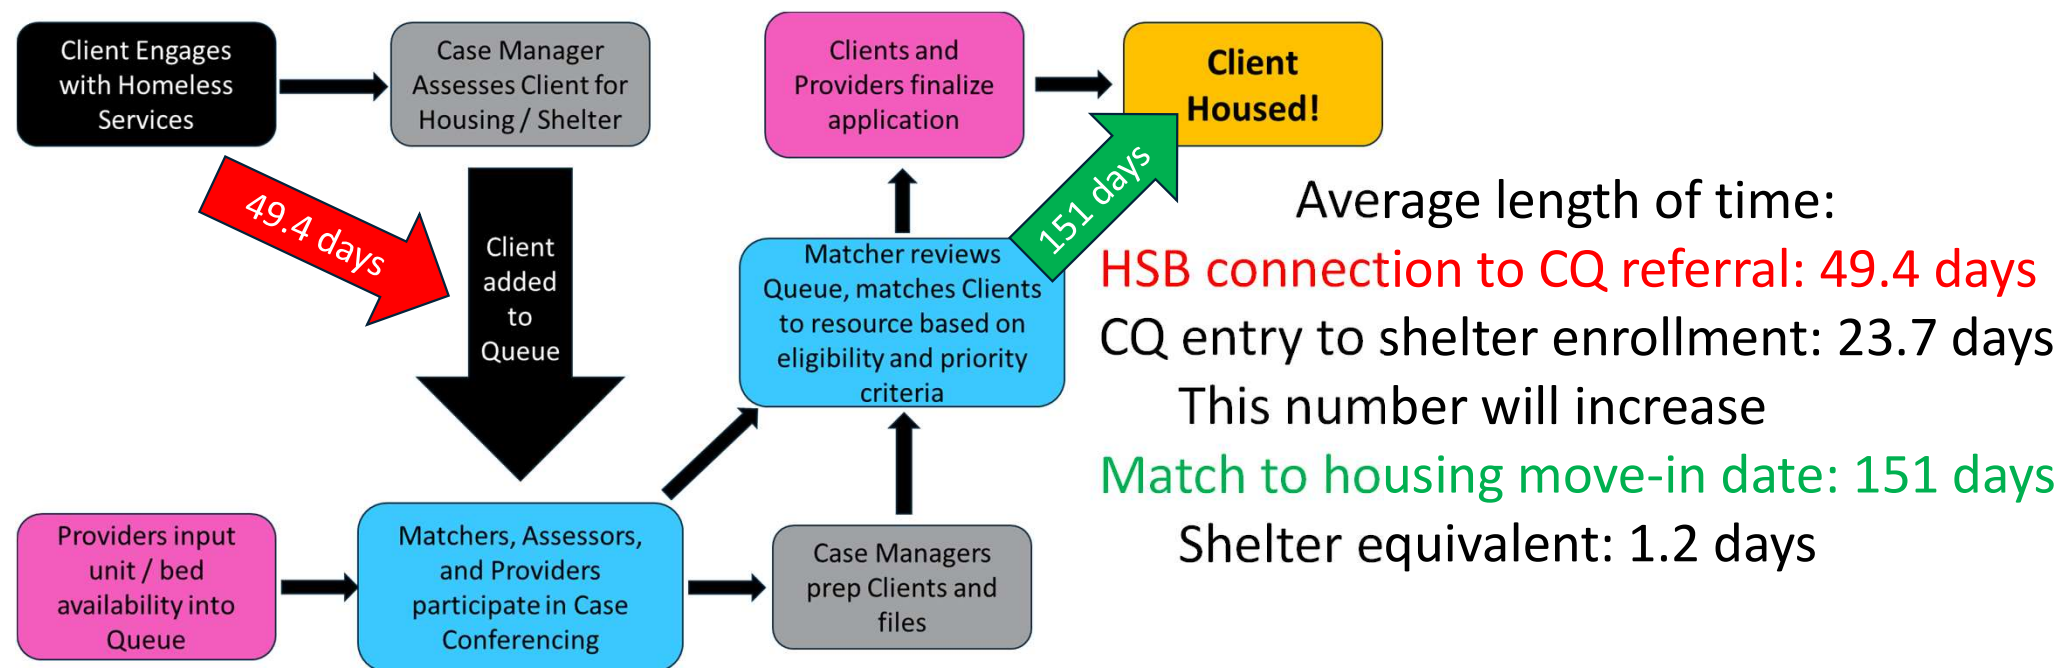 Client Engages
with Homeless
Services
Case Manager
Assesses Client for
Housing / Shelter
49.4 days
Client
added
to
Queue
Providers input
unit / bed
availability into
Queue
Matchers, Assessors,
and Providers
participate in Case
Conferencing
Case Managers
prep Clients and
files
Matcher reviews
Queue, matches Clients
to resource based on
eligibility and priority
criteria
Clients and
Providers finalize
application
151 days
Client
Housed!
Average length of time:
HSB connection to CQ referral: 49.4 days
CQ entry to shelter enrollment: 23.7 days
This number will increase
Match to housing move-in date: 151 days
Shelter equivalent: 1.2 days